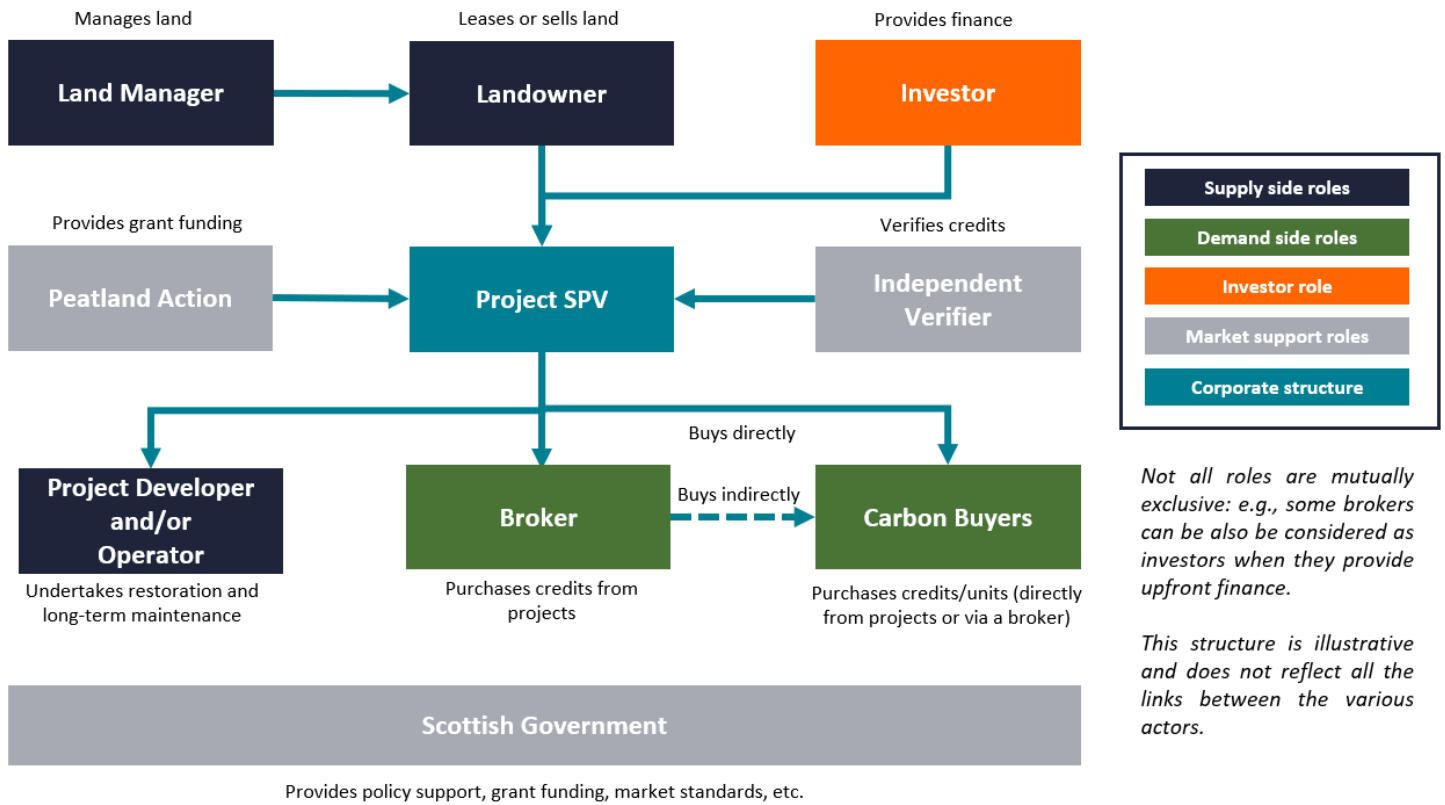 Manages land
Leases or sells land
Provides finance
Land Manager
Landowner
Investor
Provides grant funding
Verifies credits
Peatland Action
Project SPV
Independent
Verifier
Buys directly
Project Developer
and/or
Operator
Broker
Buys indirectly
Carbon Buyers
Undertakes restoration and
long-term maintenance
Purchases credits from
projects
Purchases credits/units (directly
from projects or via a broker)
Scottish Government
Provides policy support, grant funding, market standards, etc.
Supply side roles
Demand side roles
Investor role
Market support roles
Corporate structure
Not all roles are mutually
exclusive: e.g., some brokers
can be also be considered as
investors when they provide
upfront finance.
This structure is illustrative
and does not reflect all the
links between the various
actors.